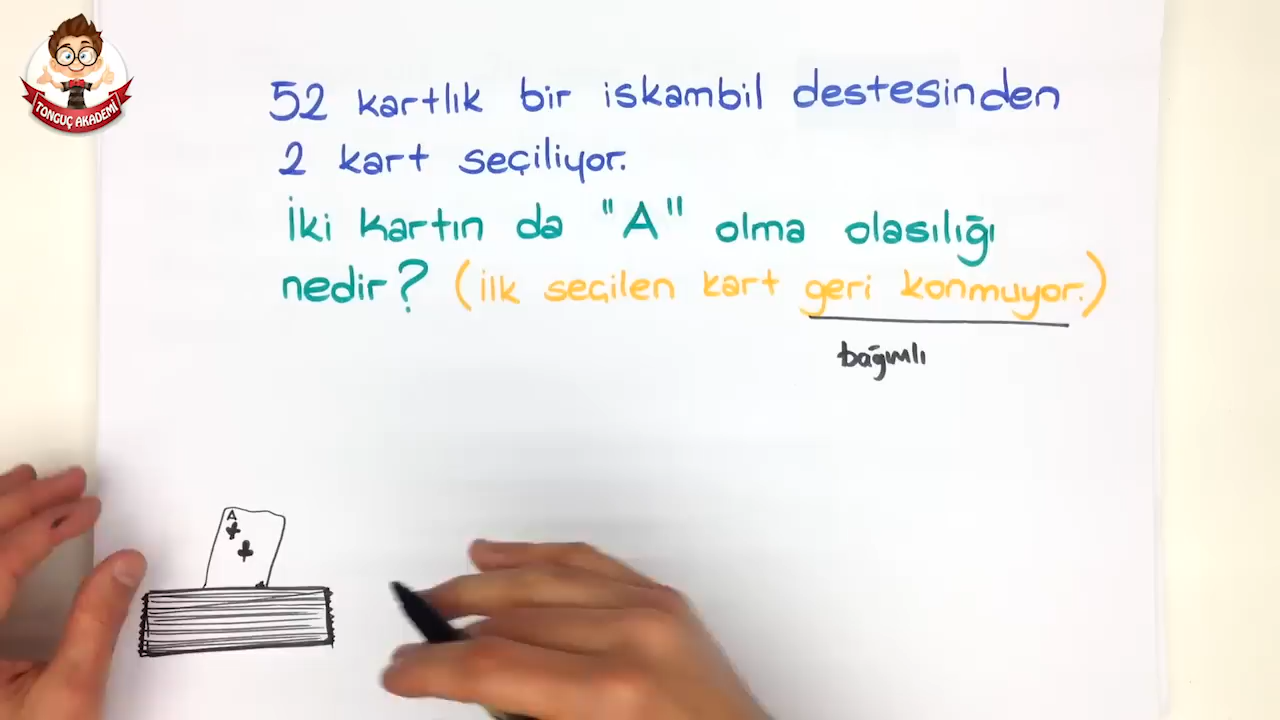 TONGUÇ AKADEMİ
52 kartlık bir iskambil destesinden
2 kart seçiliyor.
İki kartın da "A" olma olasılığı
nedir? (ilk seçilen kart geri konmuyor.)
bağımlı
A